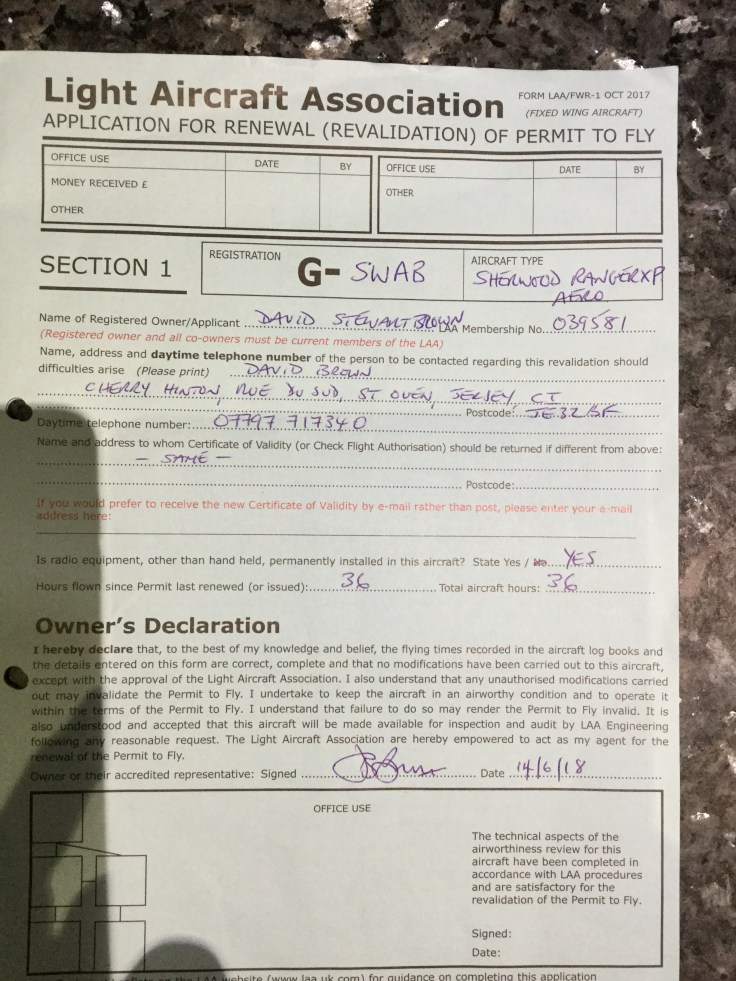 Light Aircraft Association
FORM LAA/FWR-1 OCT 2017
(FIXED WING AIRCRAFT)
APPLICATION FOR RENEWAL (REVALIDATION) OF PERMIT TO FLY
OFFICE USE DATE BY
MONEY RECEIVED £
OTHER
OFFICE USE DATE BY
OTHER
SECTION 1
REGISTRATION
G- SWAB
AIRCRAFT TYPE
SHERWOOD RANGER XP
AERO
Name of Registered Owner/Applicant DAVID STEWART BROWN LAA Membership No. 039581
(Registered owner and all co-owners must be current members of the LAA)
Name, address and daytime telephone number of the person to be contacted regarding this revalidation should
difficulties arise (Please print) DAVID BROWN
CHERRY HINTON, RUE DU SUD, ST OUEN, JERSEY CI
Postcode: JE3 2
Daytime telephone number: 07797 717340
Name and address to whom Certificate of Validity (or Check Flight Authorisation) should be returned if different from above:
- SAME -
Postcode:
If you would prefer to receive the new Certificate of Validity by e-mail rather than post, please enter your e-mail
address here:
Is radio equipment, other than hand held, permanently installed in this aircraft? State Yes / No YES
Hours flown since Permit last renewed (or issued): 36 Total aircraft hours: 36
Owner's Declaration
I hereby declare that, to the best of my knowledge and belief, the flying times recorded in the aircraft log books and
the details entered on this form are correct, complete and that no modifications have been carried out to this aircraft,
except with the approval of the Light Aircraft Association. I also understand that any unauthorised modifications carried
out may invalidate the Permit to Fly. I undertake to keep the aircraft in an airworthy condition and to operate it
within the terms of the Permit to Fly. I understand that failure to do so may render the Permit to Fly invalid. It is
also understood and accepted that this aircraft will be made available for inspection and audit by LAA Engineering
following any reasonable request. The Light Aircraft Association are hereby empowered to act as my agent for the
renewal of the Permit to Fly.
Owner or their accredited representative: Signed Date 14/6/18
OFFICE USE
The technical aspects of the
airworthiness review for this
aircraft have been completed in
accordance with LAA procedures
and are satisfactory for the
revalidation of the Permit to Fly.
Signed:
Date:
on the LAA website (www.laa.uk.com) for guidance on completing this application